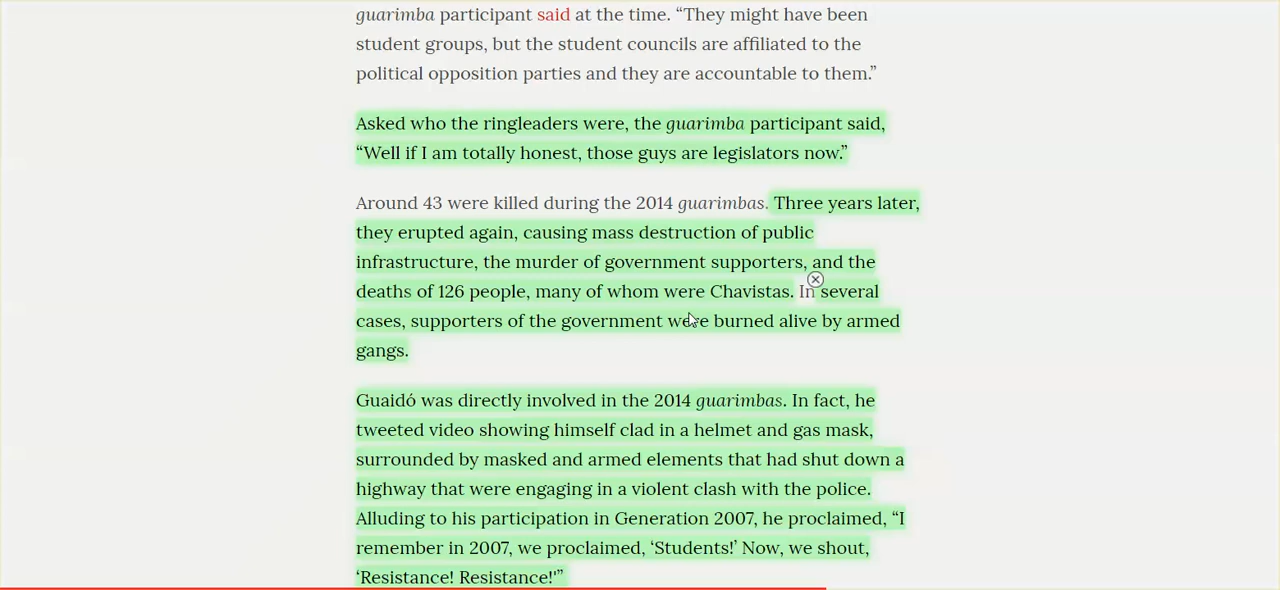 guarimba participant said at the time. “They might have been
student groups, but the student councils are affiliated to the
political opposition parties and they are accountable to them.”
Asked who the ringleaders were, the guarimba participant said,
“Well if I am totally honest, those guys are legislators now.”
Around 43 were killed during the 2014 guarimbas. Three years later,
they erupted again, causing mass destruction of public
infrastructure, the murder of government supporters, and the
deaths of 126 people, many of whom were Chavistas. In several
cases, supporters of the government were burned alive by armed
gangs.
Guaidó was directly involved in the 2014 guarimbas. In fact, he
tweeted video showing himself clad in a helmet and gas mask,
surrounded by masked and armed elements that had shut down a
highway that were engaging in a violent clash with the police.
Alluding to his participation in Generation 2007, he proclaimed, “I
remember in 2007, we proclaimed, ‘Students!’ Now, we shout,
‘Resistance! Resistance!'”